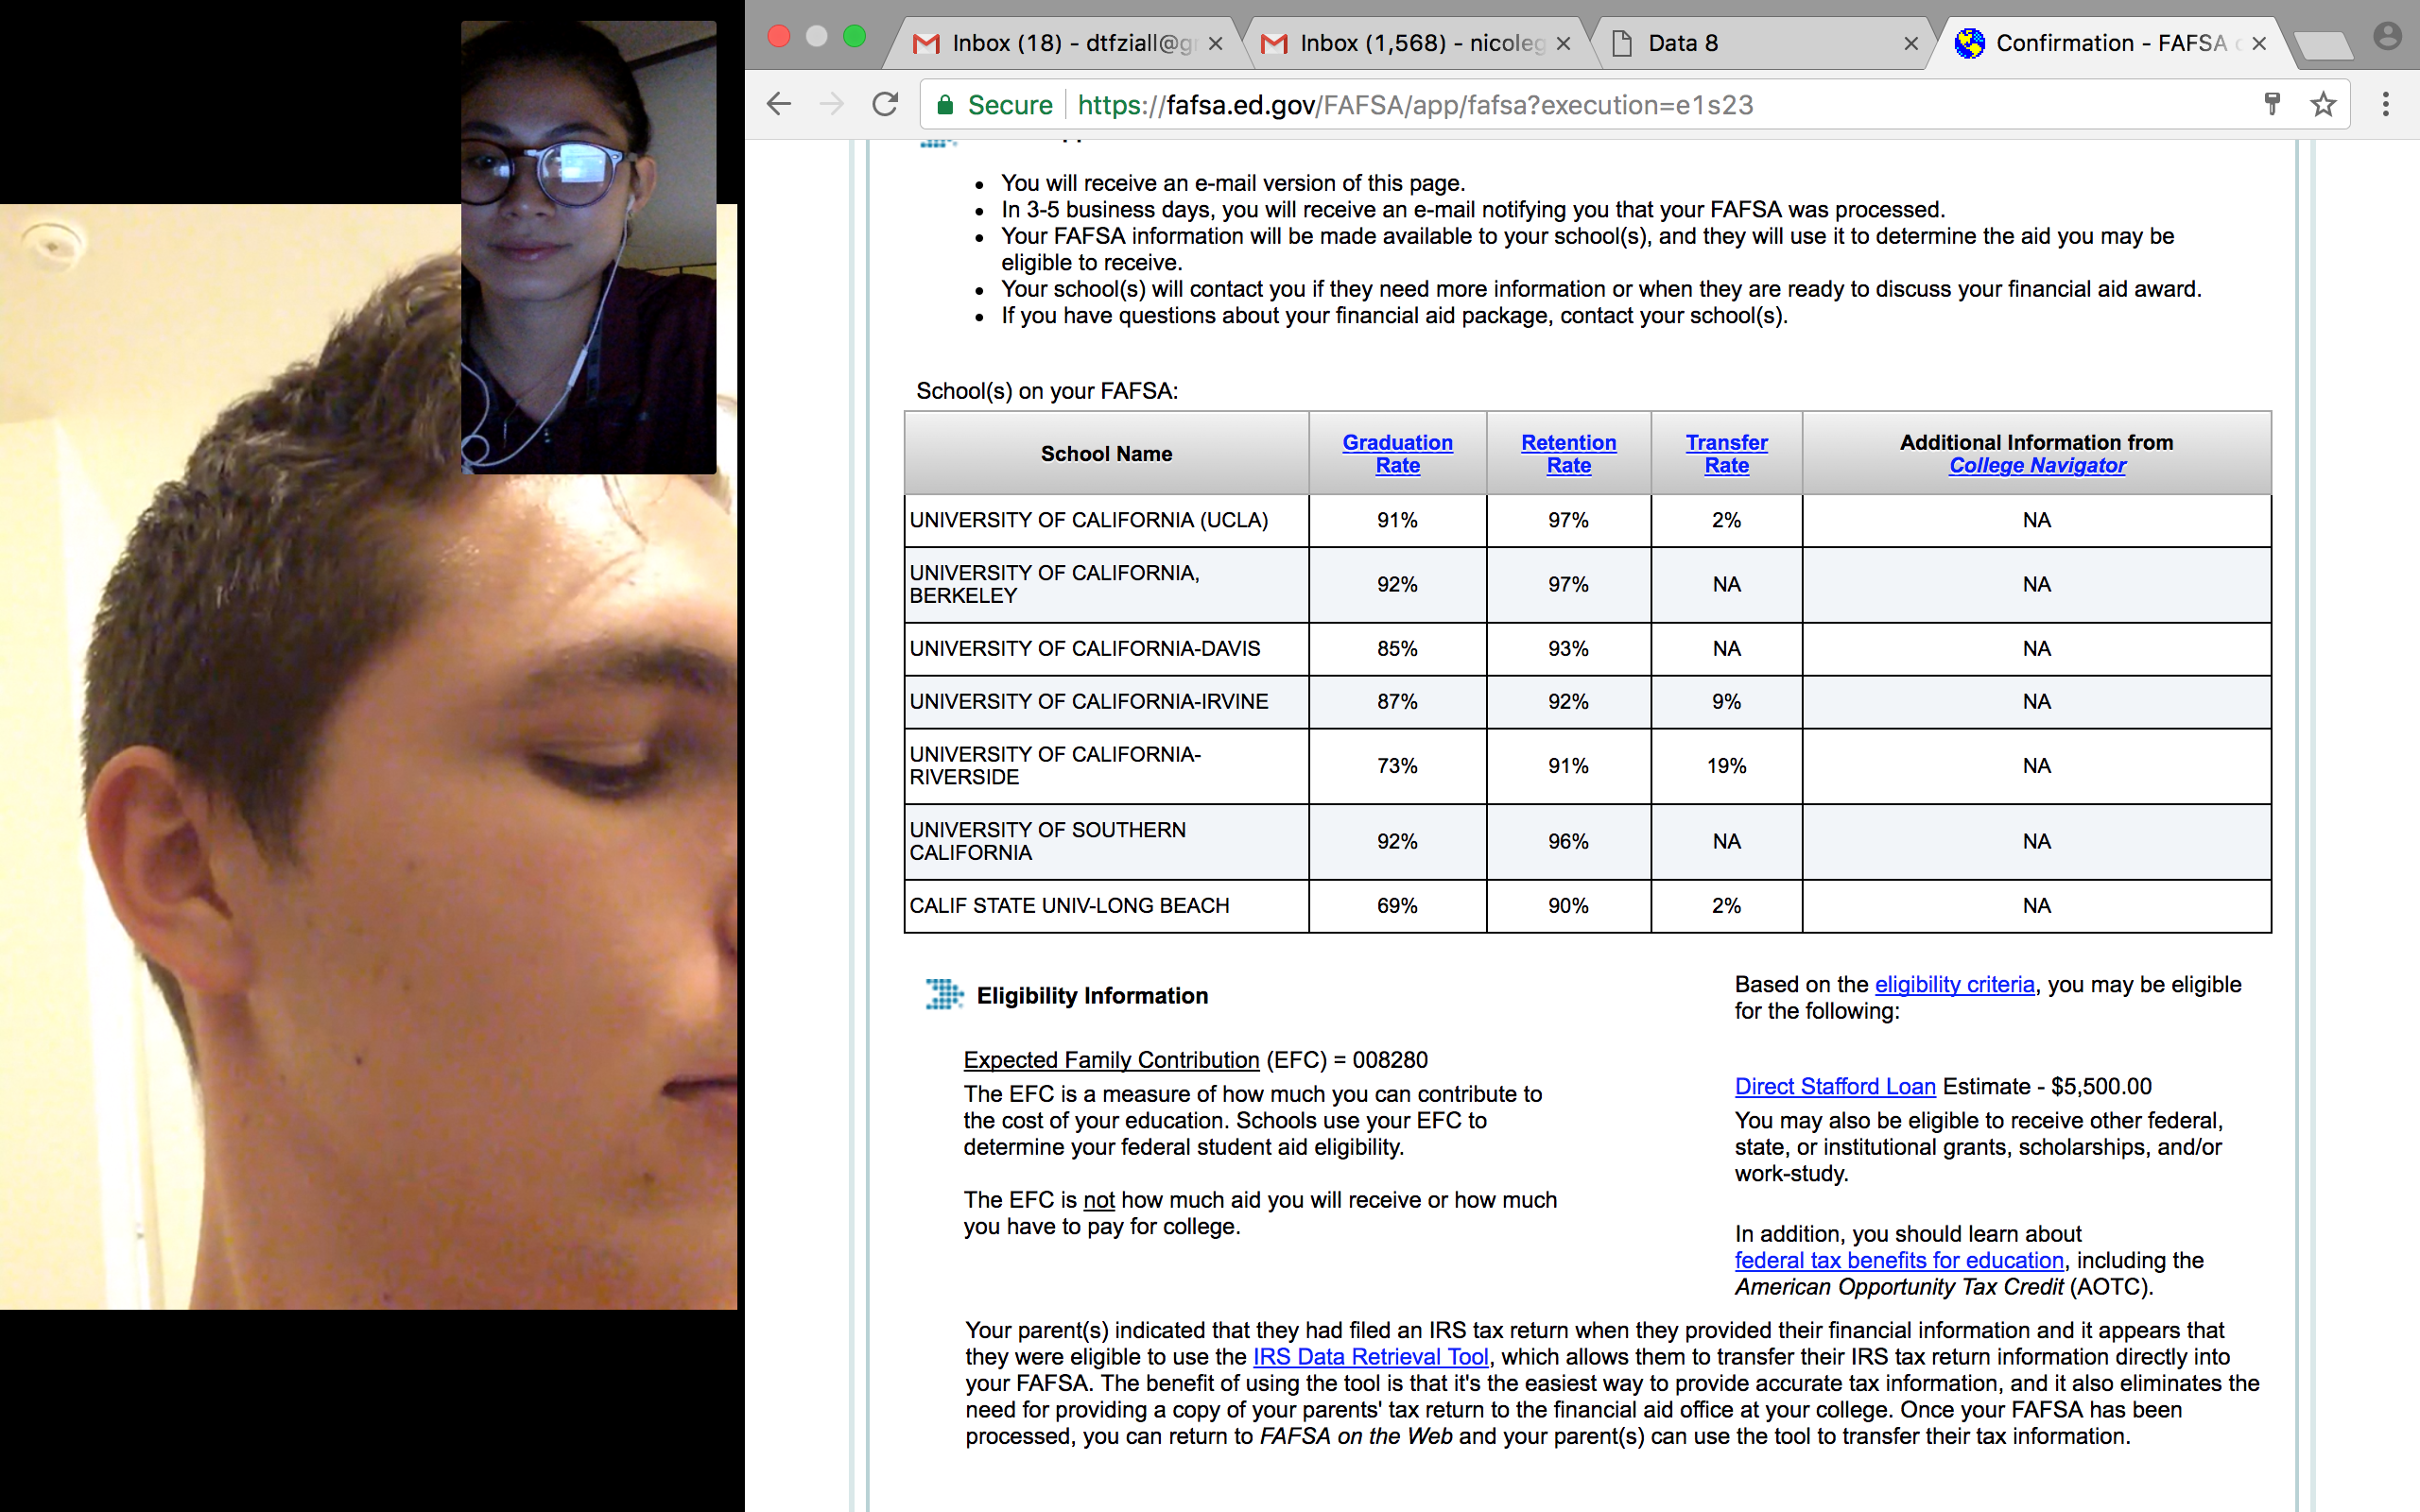 Inbox (18) - dtfziall@g
Inbox (1,568) - nicoleg
Data 8
Confirmation - FAFSA
Secure
https://fafsa.ed.gov/FAFSA/app/fafsa?execution=e1s23
You will receive an e-mail version of this page.
In 3-5 business days, you will receive an e-mail notifying you that your FAFSA was processed.
Your FAFSA information will be made available to your school(s), and they will use it to determine the aid you may be
eligible to receive.
Your school(s) will contact you if they need more information or when they are ready to discuss your financial aid award.
If you have questions about your financial aid package, contact your school(s).
School(s) on your FAFSA:
School Name Graduation Rate Retention Rate Transfer Rate Additional Information from College Navigator
UNIVERSITY OF CALIFORNIA (UCLA) 91% 97% 2% NA
UNIVERSITY OF CALIFORNIA, BERKELEY 92% 97% NA NA
UNIVERSITY OF CALIFORNIA-DAVIS 85% 93% NA NA
UNIVERSITY OF CALIFORNIA-IRVINE 87% 92% 9% NA
UNIVERSITY OF CALIFORNIA-RIVERSIDE 73% 91% 19% NA
UNIVERSITY OF SOUTHERN CALIFORNIA 92% 96% NA NA
CALIF STATE UNIV-LONG BEACH 69% 90% 2% NA
Eligibility Information
Expected Family Contribution (EFC) = 008280
The EFC is a measure of how much you can contribute to
the cost of your education. Schools use your EFC to
determine your federal student aid eligibility.
The EFC is not how much aid you will receive or how much
you have to pay for college.
Based on the eligibility criteria, you may be eligible
for the following:
Direct Stafford Loan Estimate - $5,500.00
You may also be eligible to receive other federal,
state, or institutional grants, scholarships, and/or
work-study.
In addition, you should learn about
federal tax benefits for education, including the
American Opportunity Tax Credit (AOTC).
Your parent(s) indicated that they had filed an IRS tax return when they provided their financial information and it appears that
they were eligible to use the IRS Data Retrieval Tool, which allows them to transfer their IRS tax return information directly into
your FAFSA. The benefit of using the tool is that it's the easiest way to provide accurate tax information, and it also eliminates the
need for providing a copy of your parents' tax return to the financial aid office at your college. Once your FAFSA has been
processed, you can return to FAFSA on the Web and your parent(s) can use the tool to transfer their tax information.